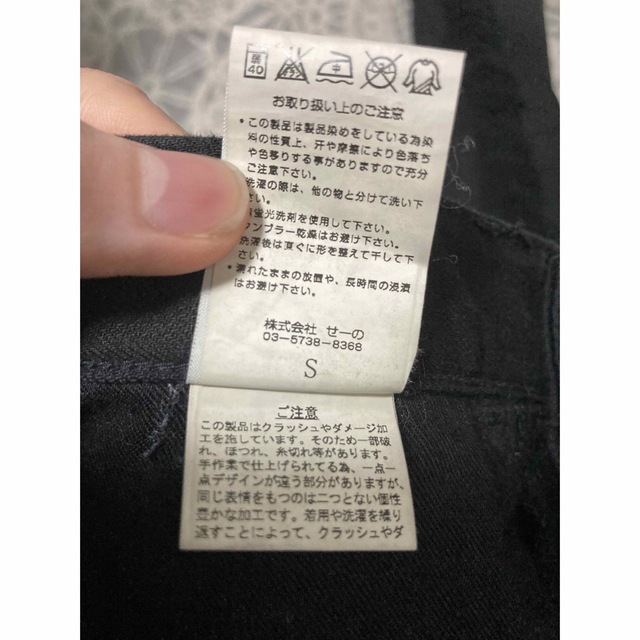 弱
40
中
お取り扱い上のご注意
・この製品は製品染めをしている為染
料の性質上、汗や摩擦により色落ち
や色移りする事がありますので充分
ご注意下さい。
洗濯の際は、他の物と分けて洗い下
さい。
蛍光洗剤を使用して下さい。
タンブラー乾燥はお避け下さい。
洗濯後は直ぐに形を整えて干して下
さい。
・濡れたままの放置や、長時間の浸漬
はお避け下さい。
株式会社 せーの
03-5738-8368
S
ご注意
この製品はクラッシュやダメージ加
工を施しています。そのため一部破
れ、ほつれ、糸切れ等があります。
手作業で仕上げられてる為、一点一
点デザインが違う部分がありますが、
同じ表情をもつのは二つとない個性
豊かな加工です。着用や洗濯を繰り
返すことによって、クラッシュやダ